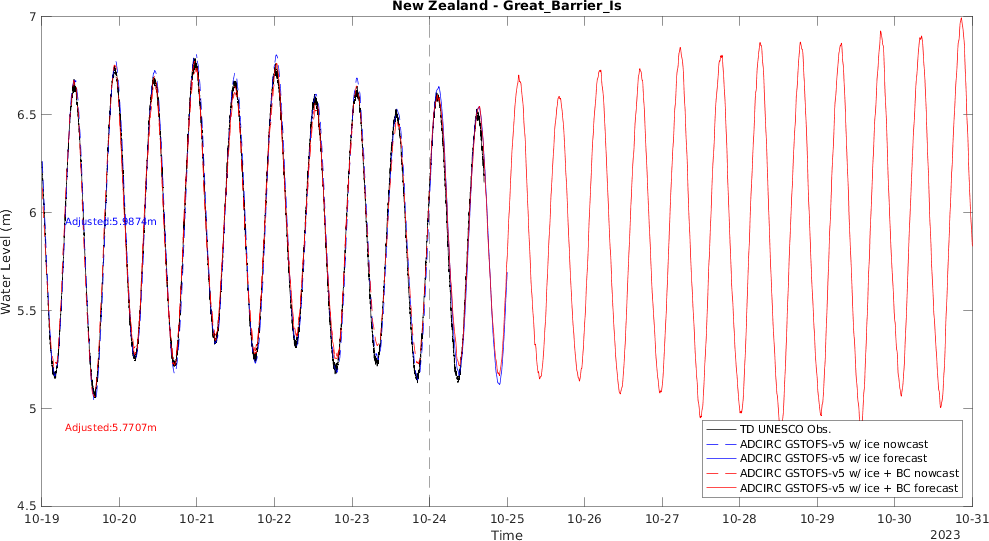 New Zealand - Great_Barrier_Is
7
6.5
6
5.5
5
4.5
Water Level (m)
Adjusted:5.9874m
Adjusted:5.7707m
TD UNESCO Obs.
ADCIRC GSTOFS-v5 w/ ice nowcast
ADCIRC GSTOFS-v5 w/ ice forecast
ADCIRC GSTOFS-v5 w/ ice + BC nowcast
ADCIRC GSTOFS-v5 w/ ice + BC forecast
10-19 10-20 10-21 10-22 10-23 10-24 10-25 10-26 10-27 10-28 10-29 10-30 10-31
Time
2023